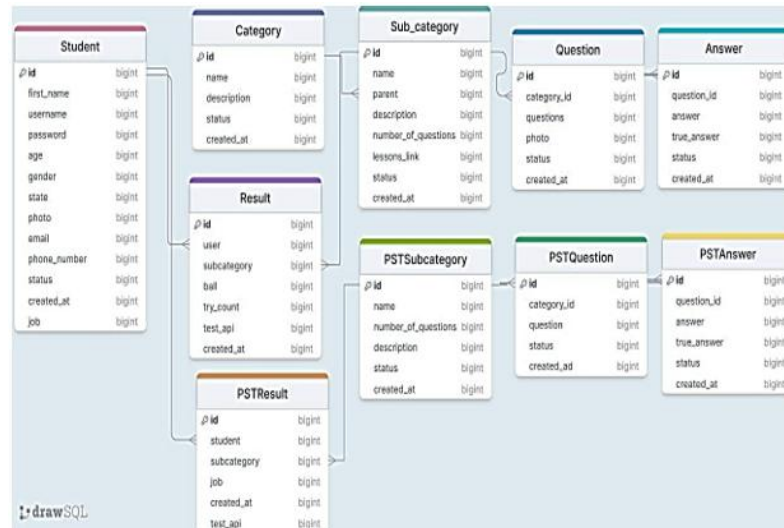 Student
id bigint
first_name bigint
username bigint
password bigint
age bigint
gender bigint
state bigint
photo bigint
email bigint
phone_number bigint
status bigint
created_at bigint
job bigint
Category
id bigint
name bigint
description bigint
status bigint
created_at bigint
Sub_category
id bigint
name bigint
parent bigint
description bigint
number_of_questions bigint
lessons_link bigint
status bigint
created_at bigint
Question
id bigint
category_id bigint
questions bigint
photo bigint
status bigint
created_at bigint
Answer
id bigint
question_id bigint
answer bigint
true_answer bigint
status bigint
created_at bigint
Result
id bigint
user bigint
subcategory bigint
ball bigint
try_count bigint
test_api bigint
created_at bigint
PSTSubcategory
id bigint
name bigint
number_of_questions bigint
description bigint
status bigint
created_at bigint
PSTQuestion
id bigint
category_id bigint
question bigint
status bigint
created_ad bigint
PSTAnswer
id bigint
question_id bigint
answer bigint
true_answer bigint
status bigint
created_at bigint
PSTResult
id bigint
student bigint
subcategory bigint
job bigint
created_at bigint
test_api bigint
drawSQL